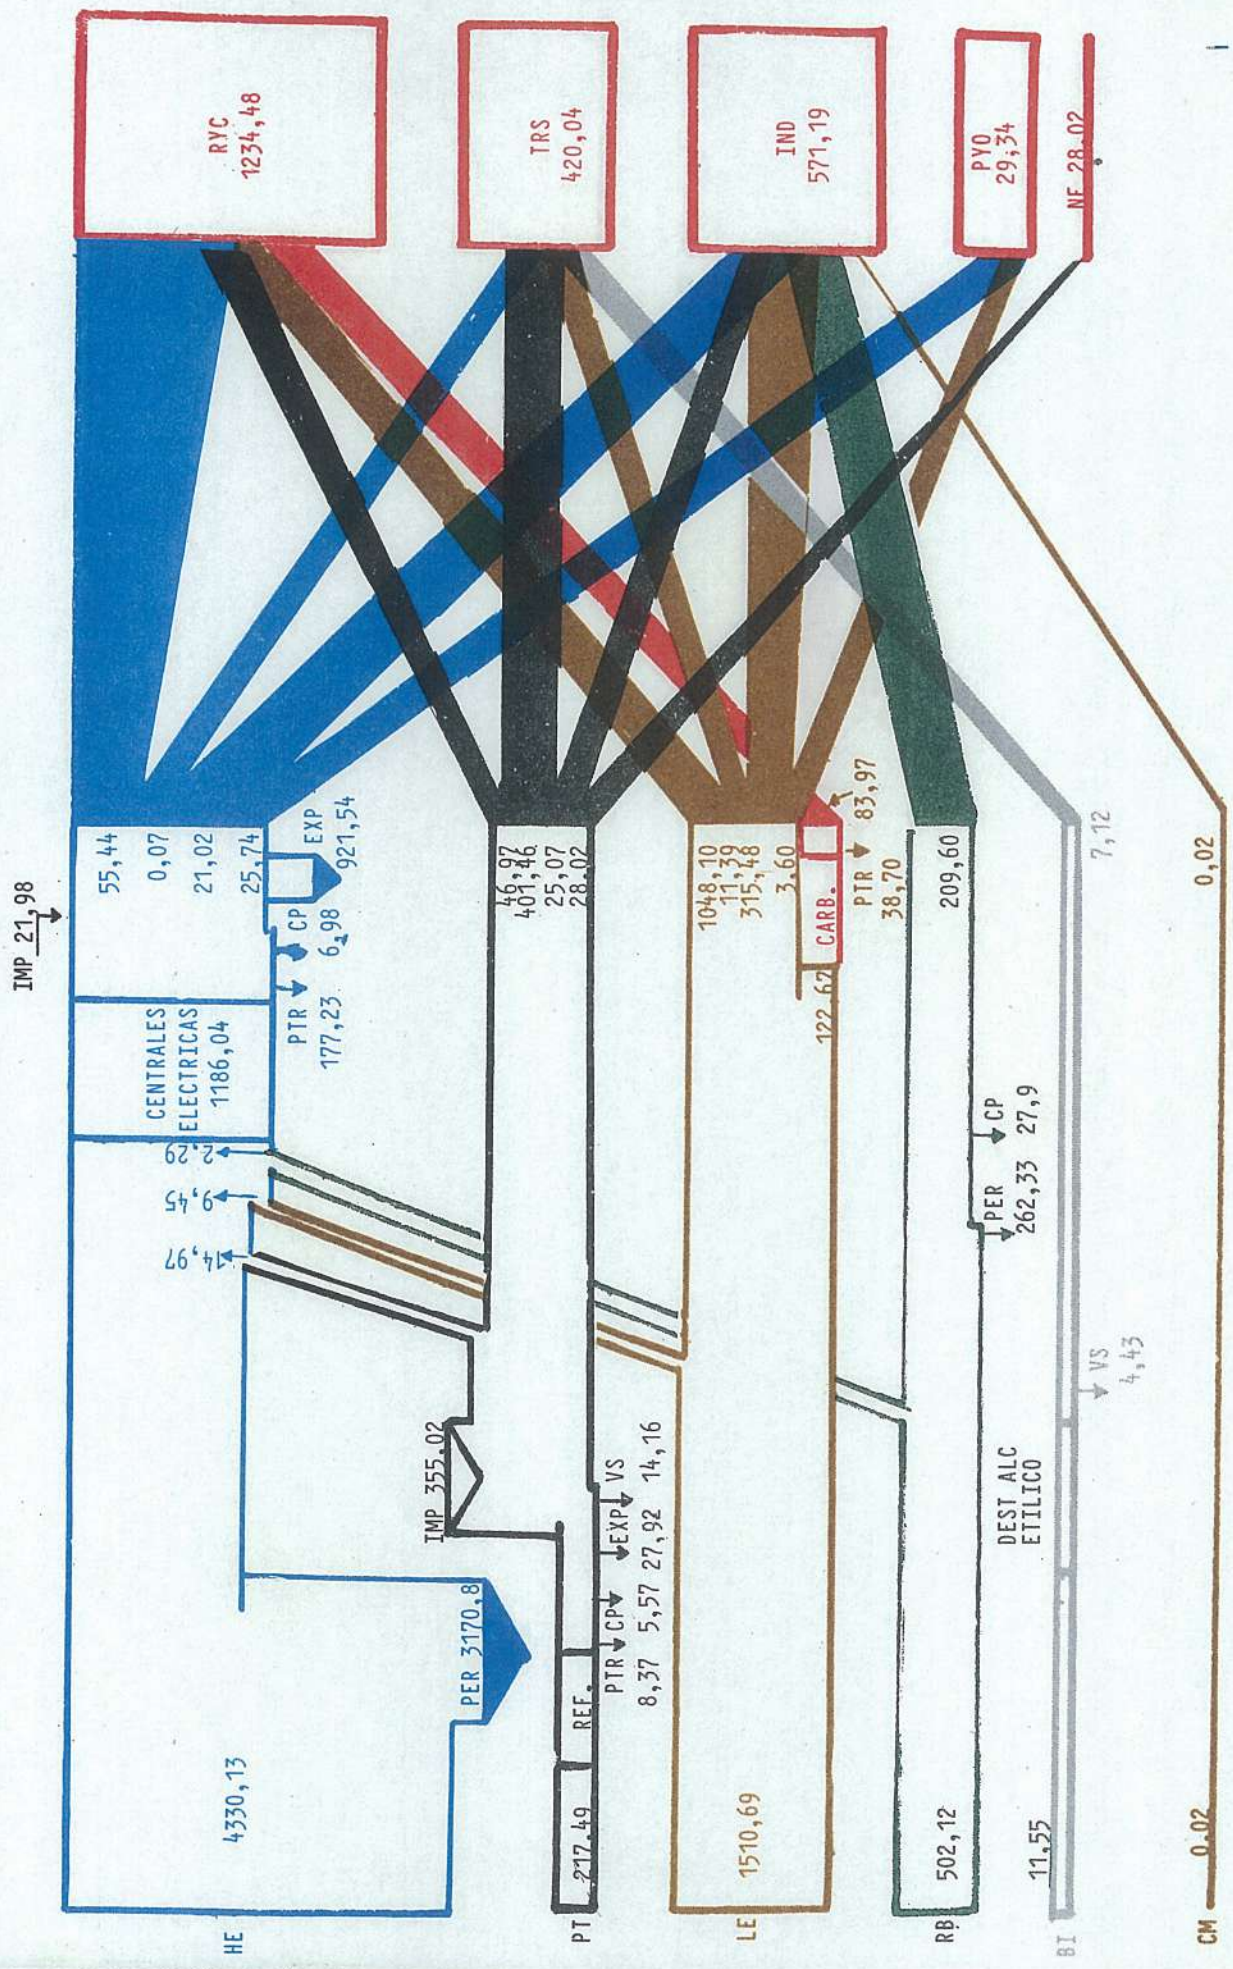 IMP 21,98
HE
4330,13
PER 3170,8
14,97
9,45
2,29
CENTRALES
ELECTRICAS
1186,04
PTR
177,23
CP
6,98
EXP
921,54
55,44
0,07
21,02
25,74
PT
217.49
REF.
PTR
8,37
CP
5,57
EXP
27,92
VS
14,16
IMP 355.02
46,97
401,46
25,07
28.02
LE
1510,69
122,67
CARB.
83,97
PTR
38,70
1048,10
11,39
315,48
3,60
RB
502,12
PER
262,33
CP
27,9
209,60
BI
11,55
DEST ALC
ETILICO
VS
4,43
7,12
CM
0.02
0,02
RYC
1234,48
TRS
420,04
IND
571,19
PYO
29,34
NE 28.02